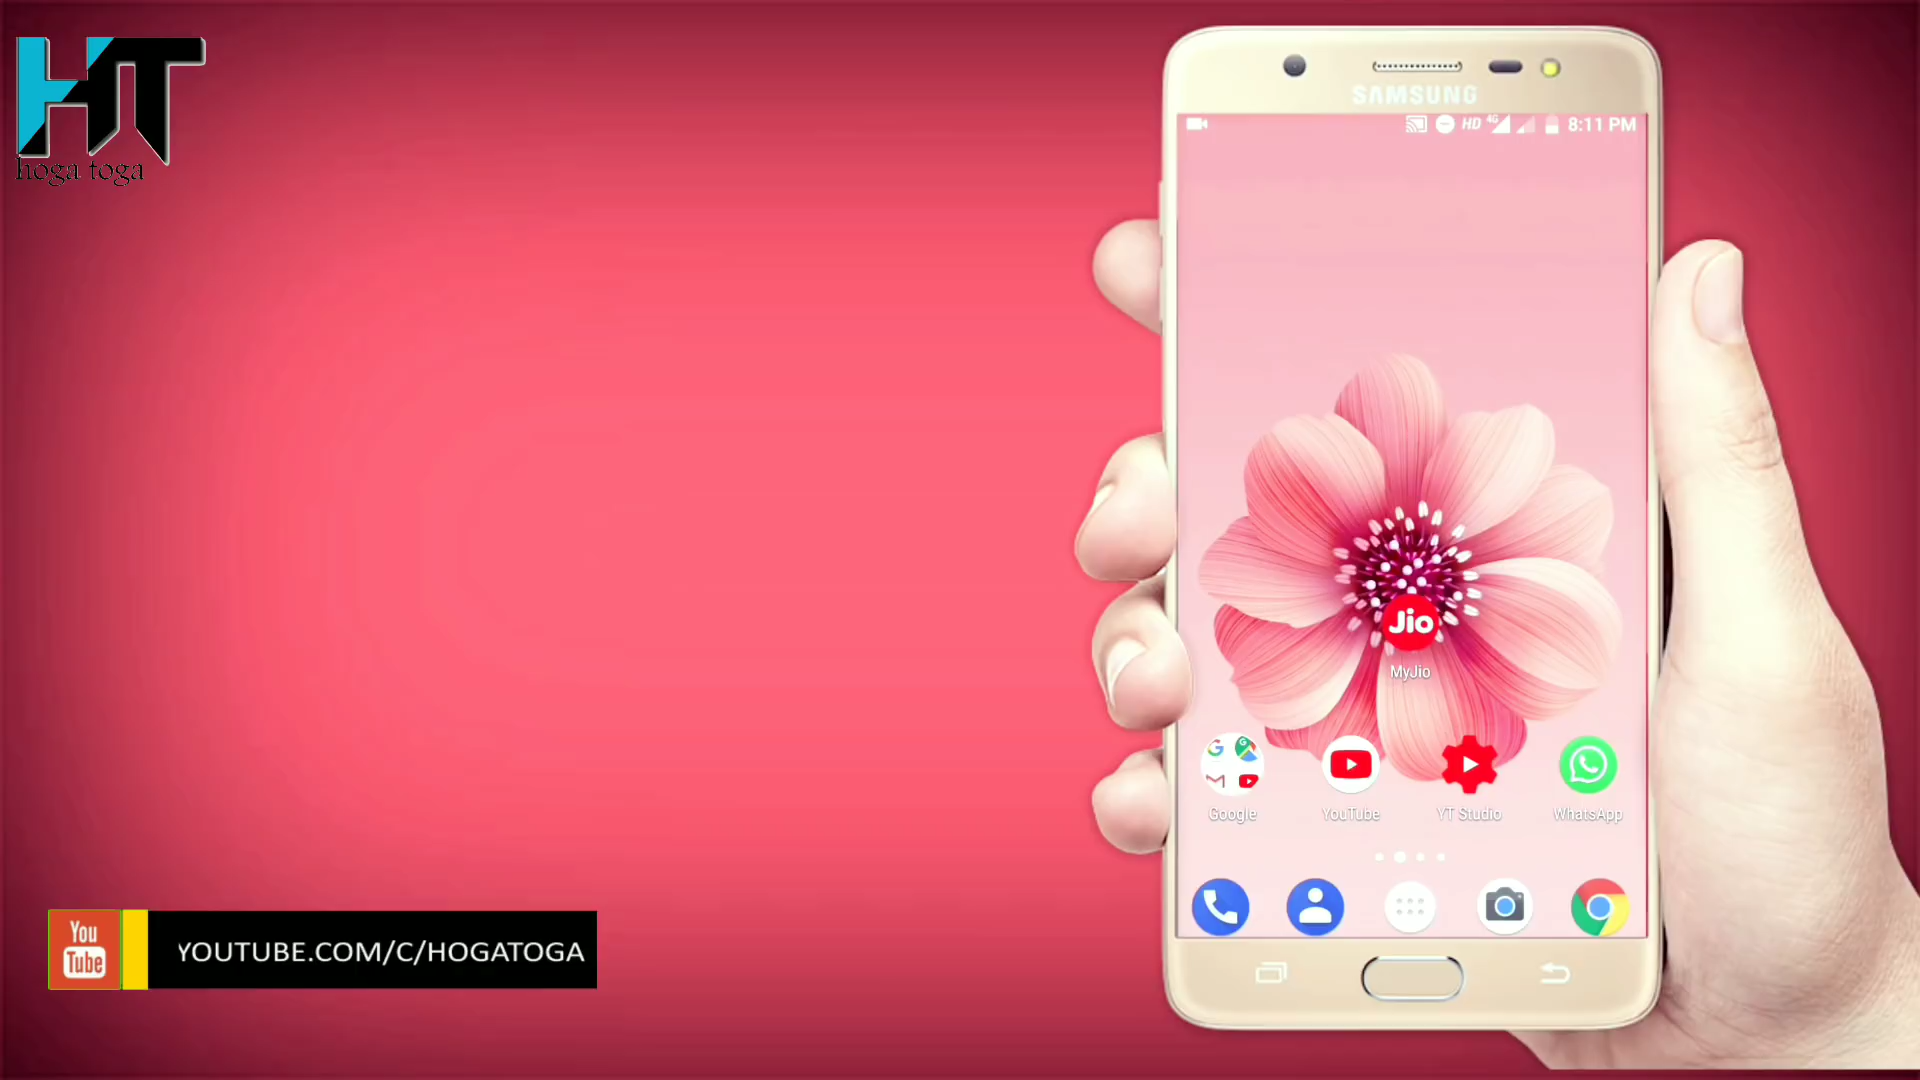 HT
hoga toga
SAMSUNG
HD 4G 8:11 PM
Jio
MyJio
Google
YouTube
YT Studio
WhatsApp
You
Tube
YOUTUBE.COM/C/HOGATOGA